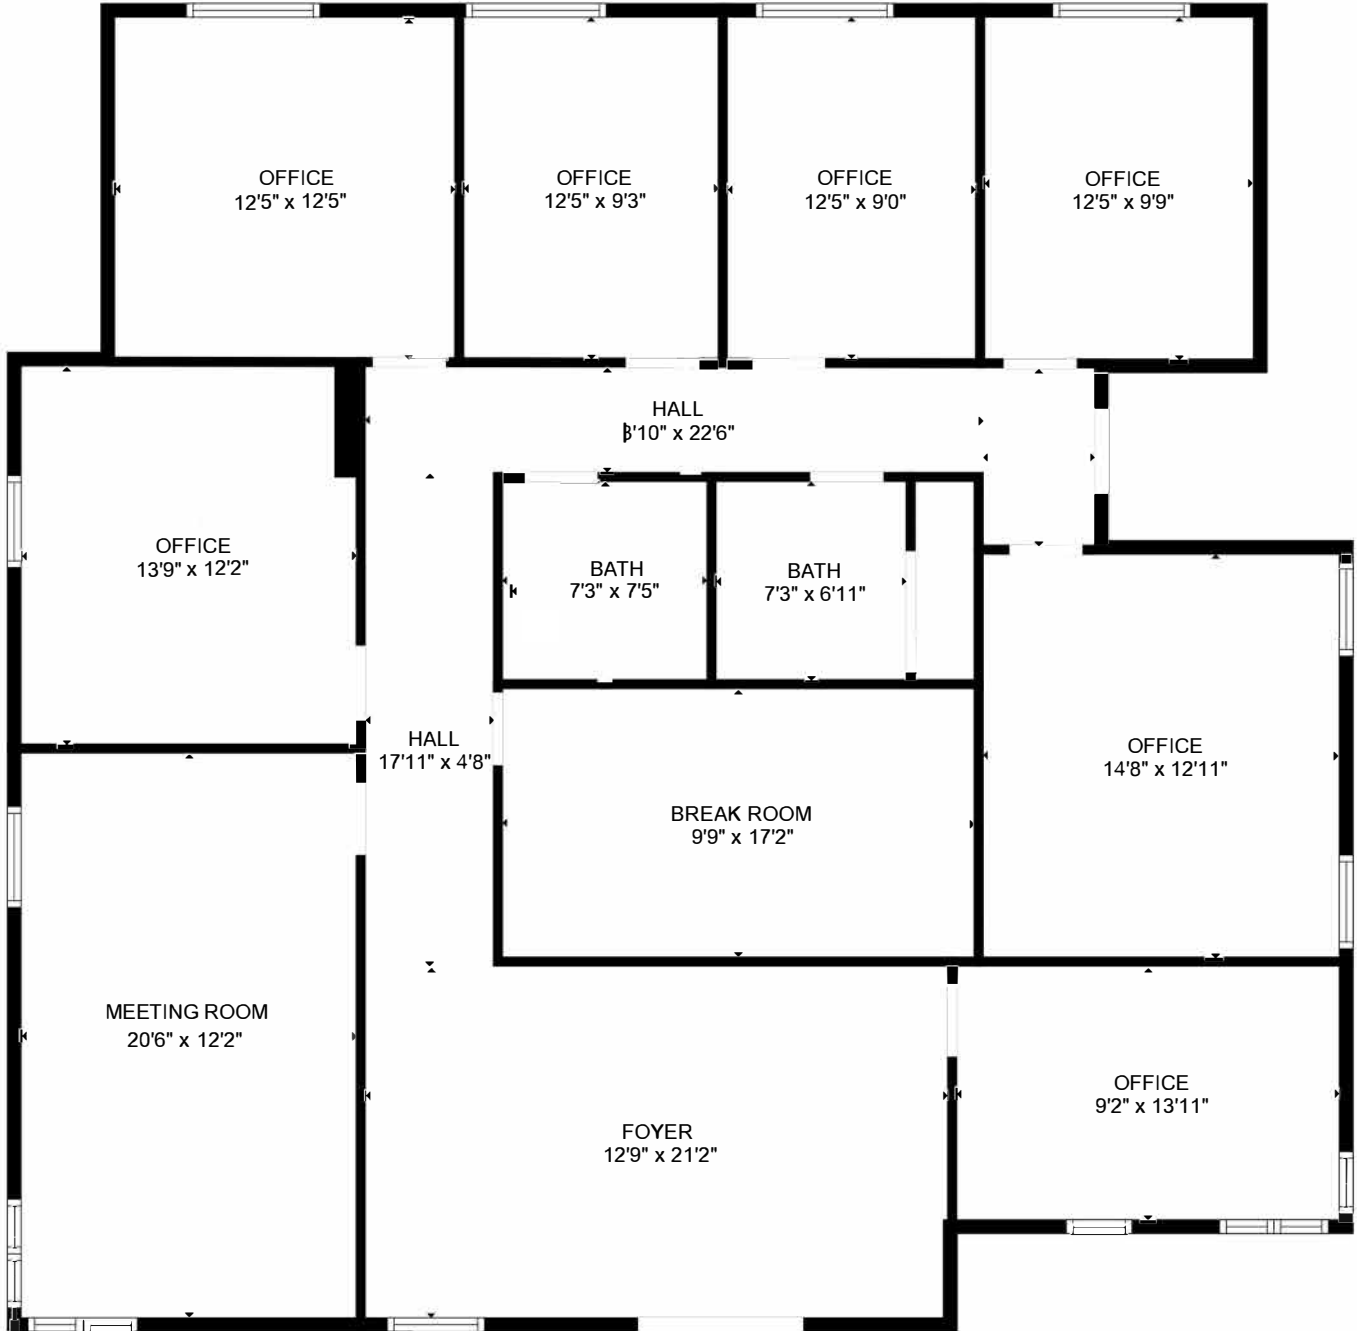 OFFICE
12'5" x 12'5"
OFFICE
12'5" x 9'3"
OFFICE
12'5" x 9'0"
OFFICE
12'5" x 9'9"
HALL
3'10" x 22'6"
OFFICE
13'9" x 12'2"
BATH
7'3" x 7'5"
BATH
7'3" x 6'11"
HALL
17'11" x 4'8"
OFFICE
14'8" x 12'11"
BREAK ROOM
9'9" x 17'2"
MEETING ROOM
20'6" x 12'2"
OFFICE
9'2" x 13'11"
FOYER
12'9" x 21'2"